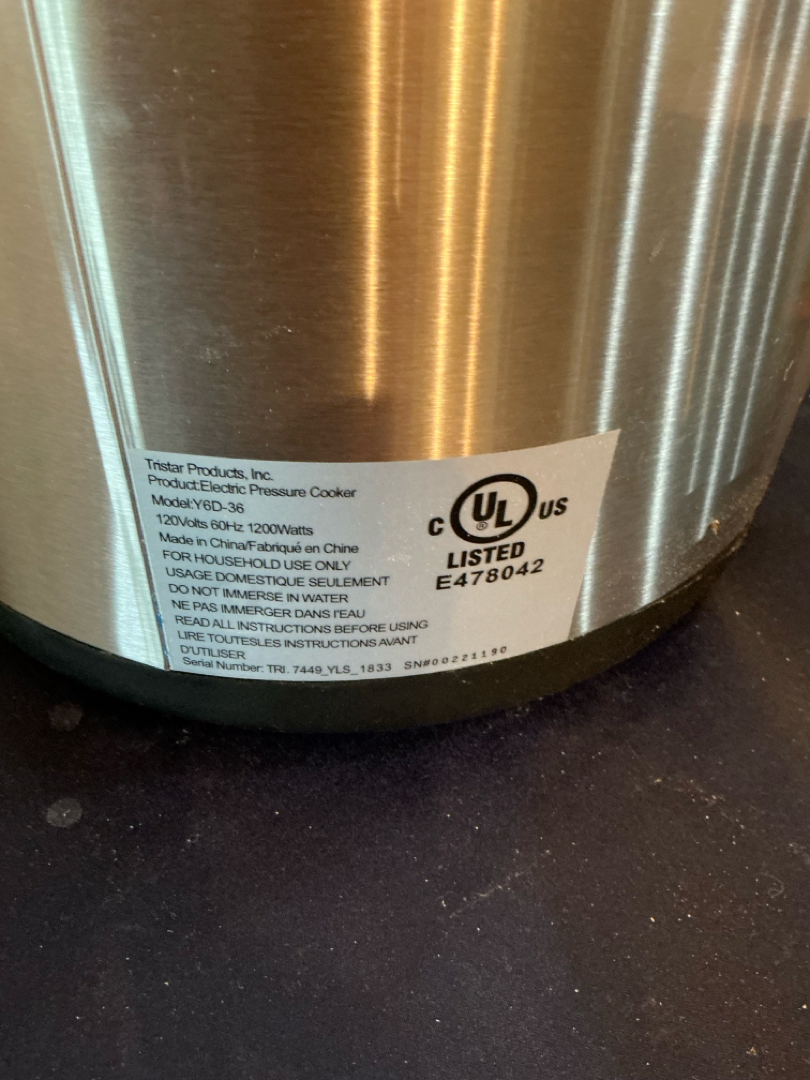 Tristar Products, Inc.
Product:Electric Pressure Cooker
Model:Y6D-36
120Volts 60Hz 1200Watts
Made in China/Fabriqué en Chine
FOR HOUSEHOLD USE ONLY
USAGE DOMESTIQUE SEULEMENT
DO NOT IMMERSE IN WATER
NE PAS IMMERGER DANS l'EAU
READ ALL INSTRUCTIONS BEFORE USING
LIRE TOUTESLES INSTRUCTIONS AVANT
D'UTILISER
Serial Number: TRI. 7449_YLS_1833 SN#00221190
C UL® US
LISTED
E478042